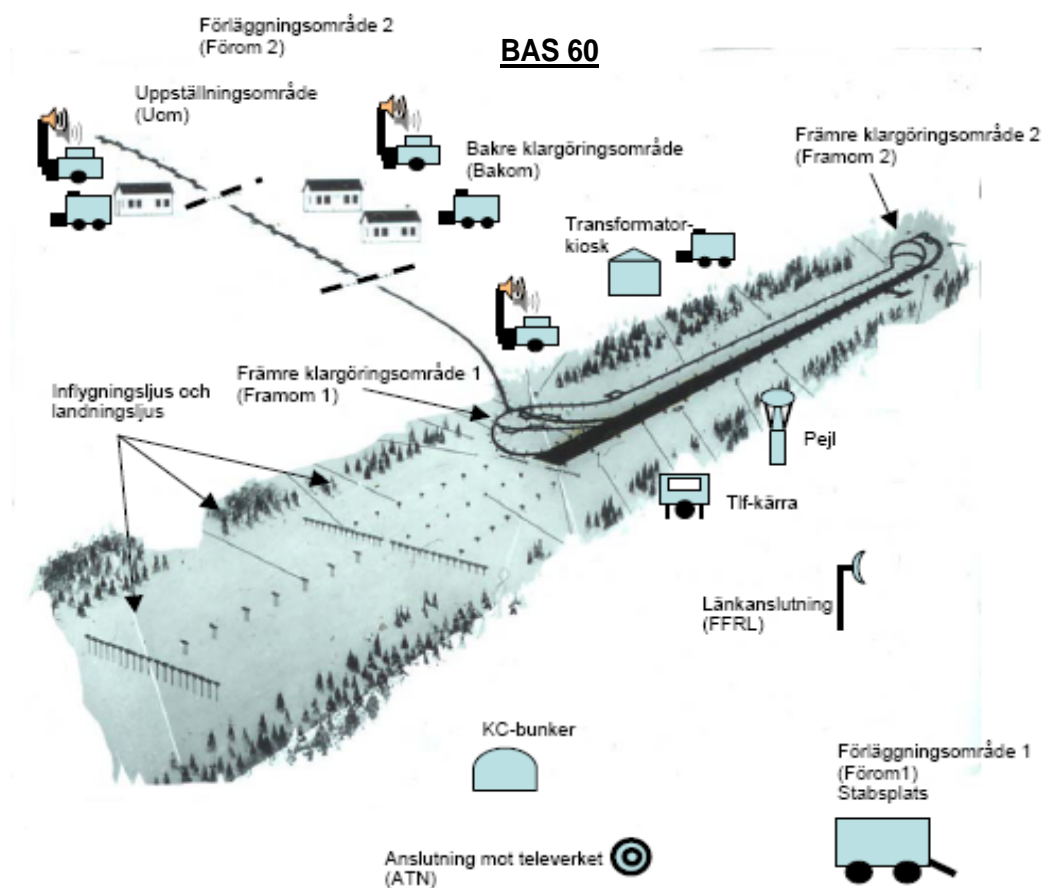 Förläggningsområde 2
(Förom 2)
BAS 60
Uppställningsområde
(Uom)
Bakre klargöringsområde
(Bakom)
Främre klargöringsområde 2
(Framom 2)
Transformator-
kiosk
Främre klargöringsområde 1
(Framom 1)
Inflygningsljus och
landningsljus
Pejl
Tlf-kärra
Länkanslutning
(FFRL)
KC-bunker
Förläggningsområde 1
(Förom1)
Stabsplats
Anslutning mot televerket
(ATN)